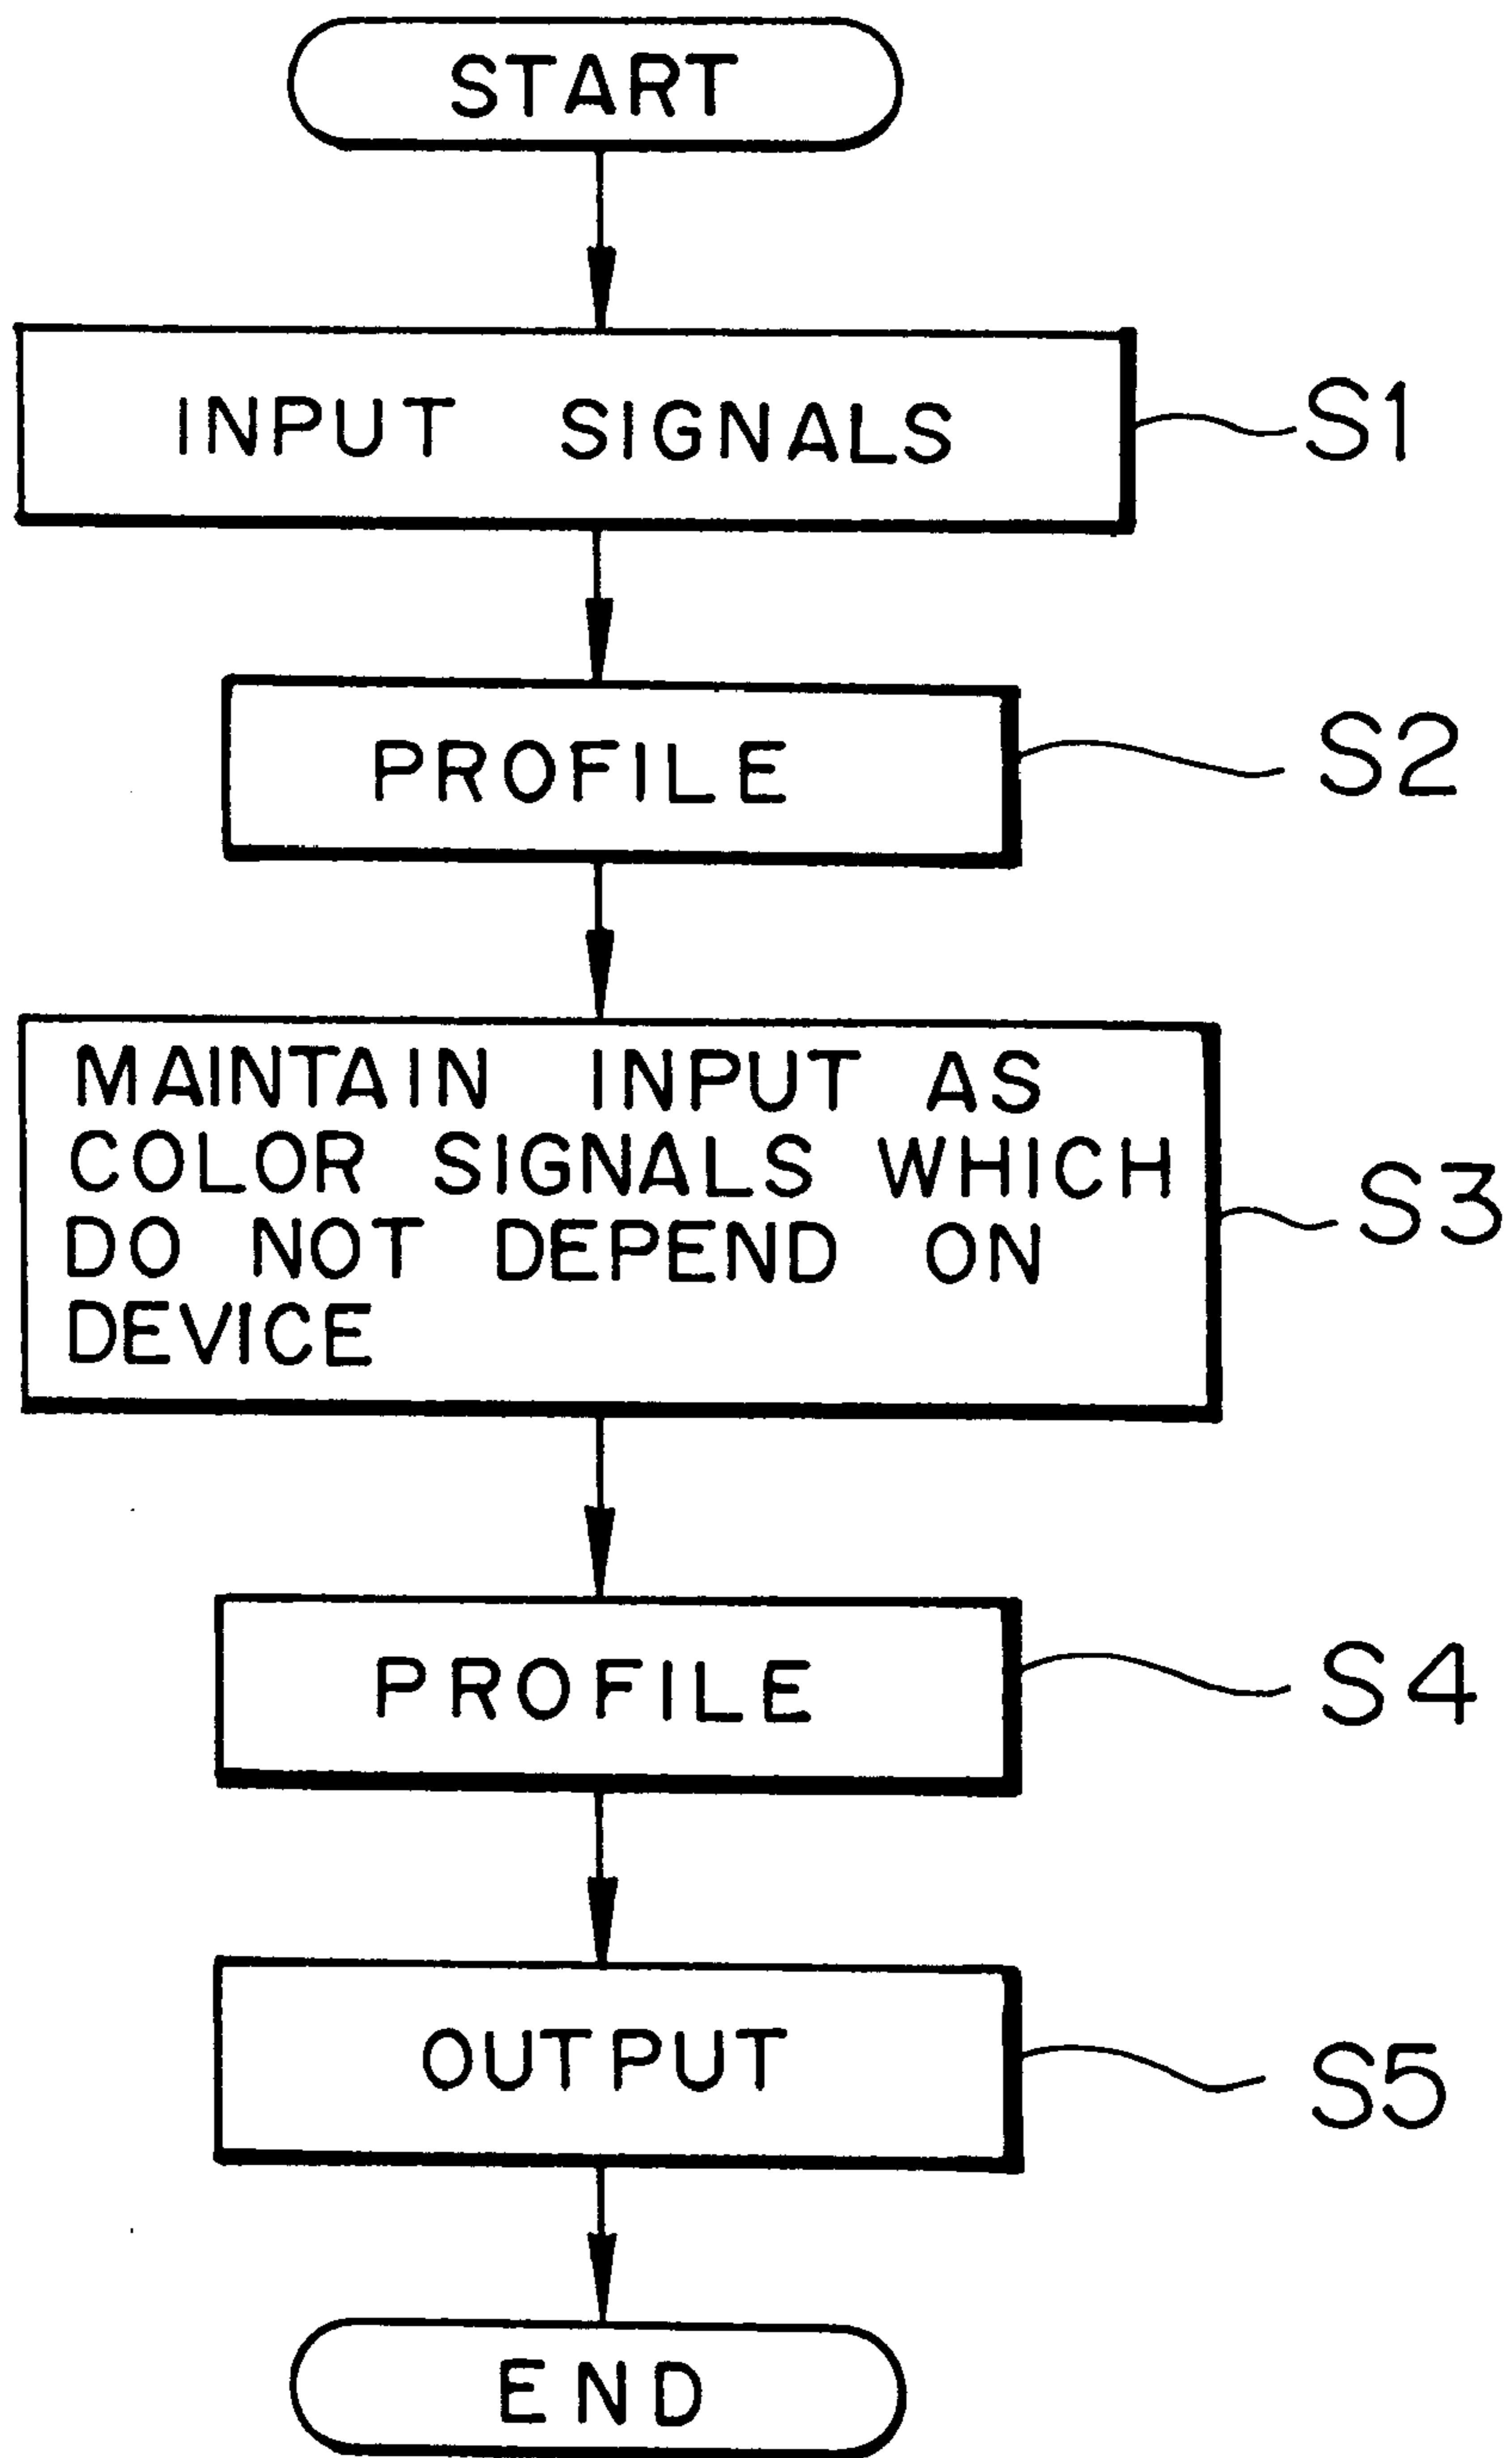 START
INPUT SIGNALS
S1
PROFILE
S2
MAINTAIN INPUT AS
COLOR SIGNALS WHICH
DO NOT DEPEND ON
DEVICE
S3
PROFILE
S4
OUTPUT
S5
END